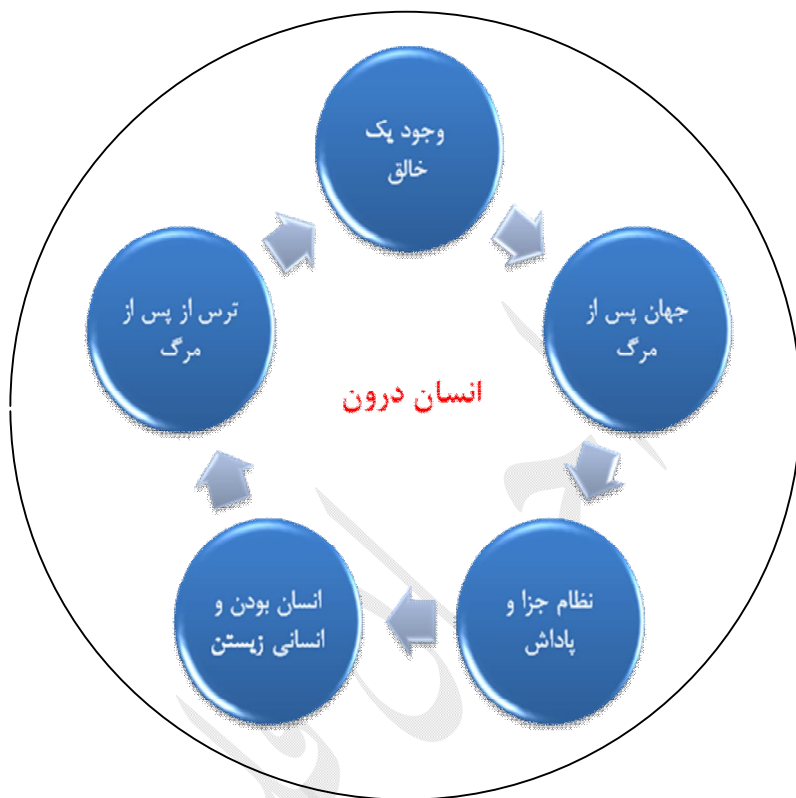 وجود یک
خالق
جهان پس از
مرگ
نظام جزا و
پاداش
انسان بودن و
انسانی زیستن
ترس از پس از
مرگ
انسان درون